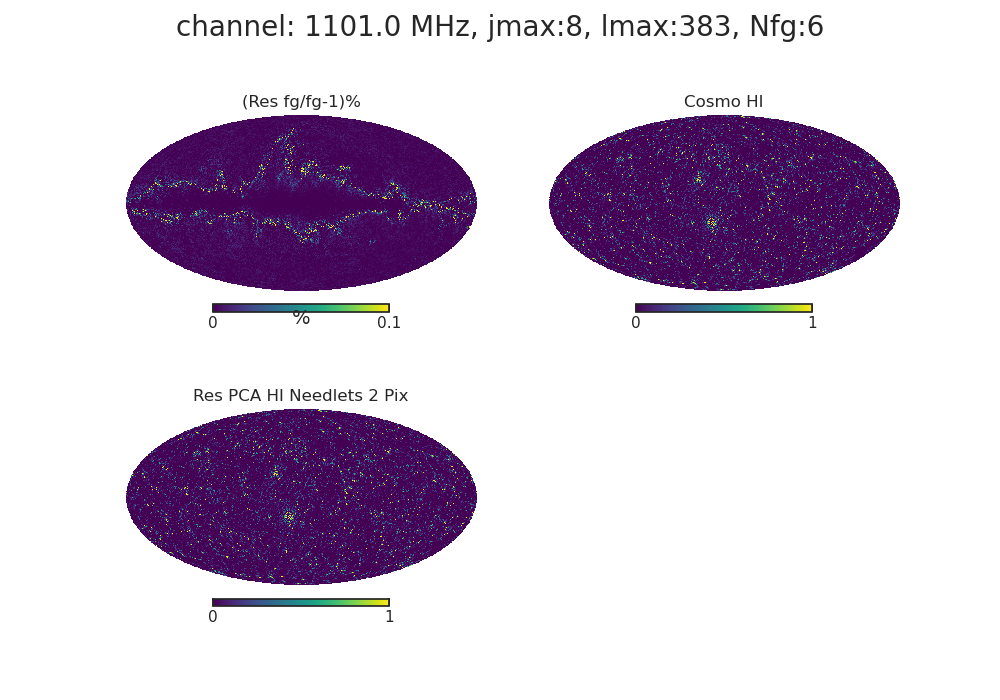 channel: 1101.0 MHz, jmax:8, lmax:383, Nfg:6
(Res fg/fg-1)%
Cosmo HI
0 % 0.1
0 1
Res PCA HI Needlets 2 Pix
0 1